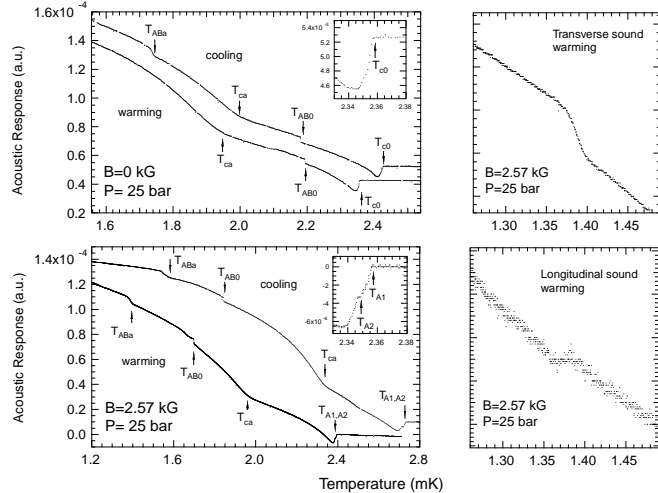 1.6x10⁻⁴
1.4
1.2
1.0
0.8
0.6
0.4
0.2
Acoustic Response (a.u.)
T_ABa
cooling
T_ca
T_AB0
T_c0
warming
T_ca
T_AB0
T_c0
B=0 kG
P= 25 bar
1.6
1.8
2.0
2.2
2.4
5.4x10⁻⁶
5.2
5.0
4.8
4.6
T_c0
2.34
2.36
2.38
Transverse sound
warming
B=2.57 kG
P=25 bar
1.30
1.35
1.40
1.45
1.4x10⁻⁴
1.2
1.0
0.8
0.6
0.4
0.2
0.0
Acoustic Response (a.u.)
T_ABa
T_AB0
cooling
T_ca
T_A1,A2
T_ABa
warming
T_AB0
T_ca
T_A1,A2
B=2.57 kG
P= 25 bar
1.2
1.6
2.0
2.4
2.8
0
-2
-4
-6x10⁻⁶
T_A1
T_A2
2.34
2.36
2.38
Longitudinal sound
warming
B=2.57 kG
P=25 bar
1.30
1.35
1.40
1.45
Temperature (mK)